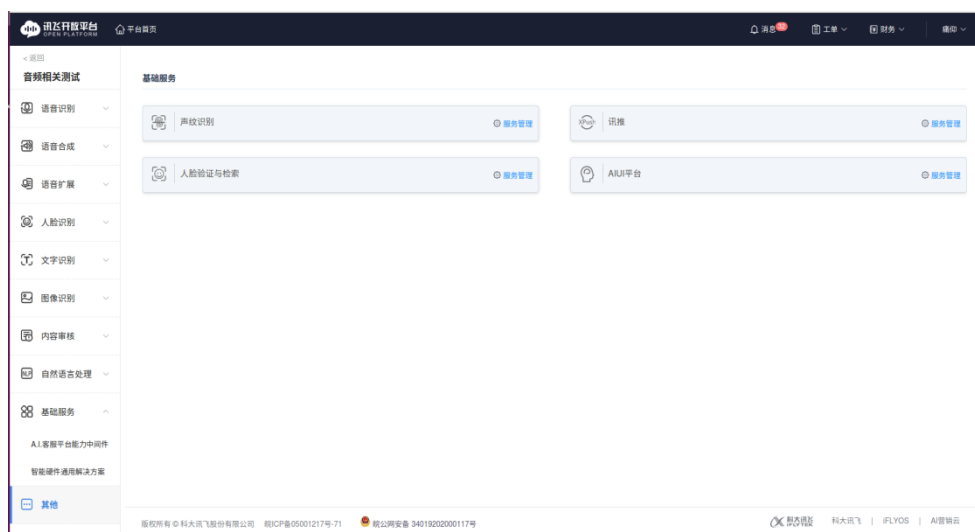 讯飞开放平台
OPEN PLATFORM
平台首页
消息
工单
财务
痛仰
<返回
音频相关测试
语音识别
语音合成
语音扩展
人脸识别
文字识别
图像识别
内容审核
NLP 自然语言处理
基础服务
A.I.客服平台能力中间件
智能硬件通用解决方案
其他
基础服务
声纹识别 服务管理
XPush 讯推 服务管理
人脸验证与检索 服务管理
AIUI平台 服务管理
版权所有 © 科大讯飞股份有限公司 皖ICP备05001217号-71 皖公网安备 34019202000117号
科大讯飞 iFLYTEK 科大讯飞 | iFLYOS | AI营销云